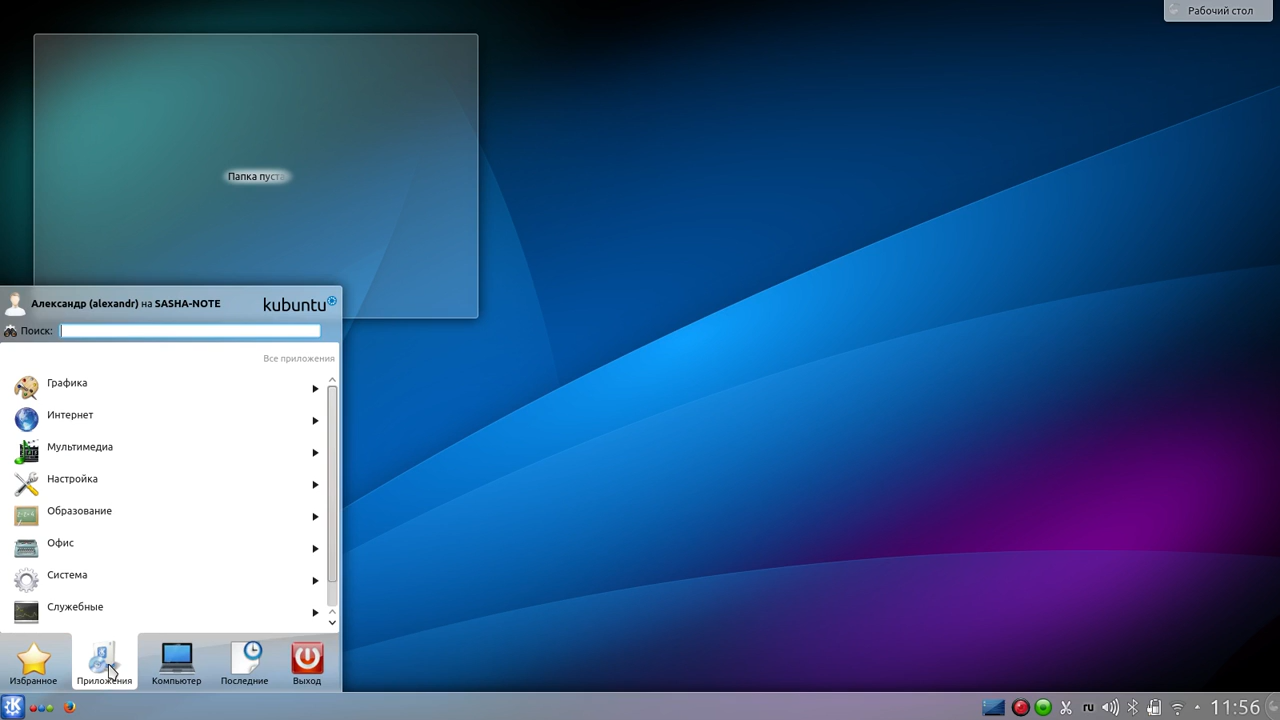 Рабочий стол
Папка пуста
Александр (alexandr) на SASHA-NOTE
kubuntu
Поиск:
Все приложения
Графика
Интернет
Мультимедиа
Настройка
Образование
Офис
Система
Служебные
Избранное
Приложения
Компьютер
Последние
Выход
ru
11:56